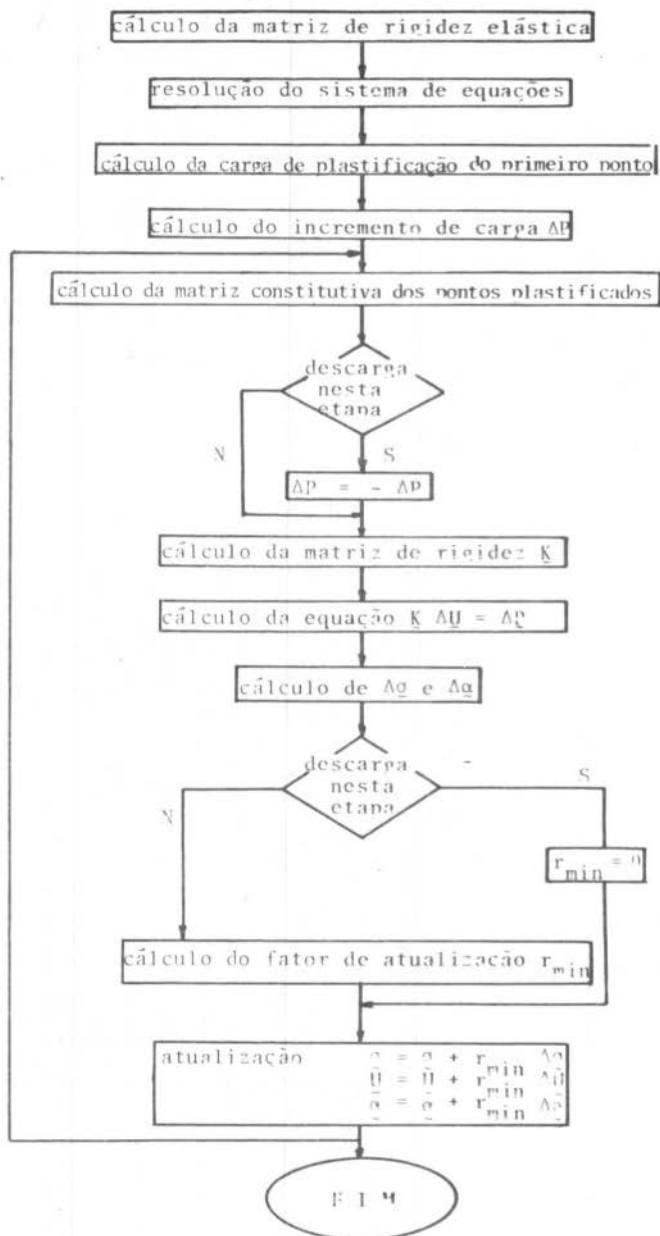 cálculo da matriz de rigidez elástica
resolução do sistema de equações
cálculo da carga de plastificação do primeiro ponto
cálculo do incremento de carga ΔP
cálculo da matriz constitutiva dos pontos plastificados
descarga
nesta
etapa
N
S
ΔP = - ΔP
cálculo da matriz de rigidez K
cálculo da equação K ΔU = ΔP
cálculo de Δσ e Δα
descarga
nesta
etapa
N
S
r_min = 0
cálculo do fator de atualização r_min
atualização σ = σ + r_min Δσ
U = U + r_min ΔU
α = α + r_min Δα
F I M